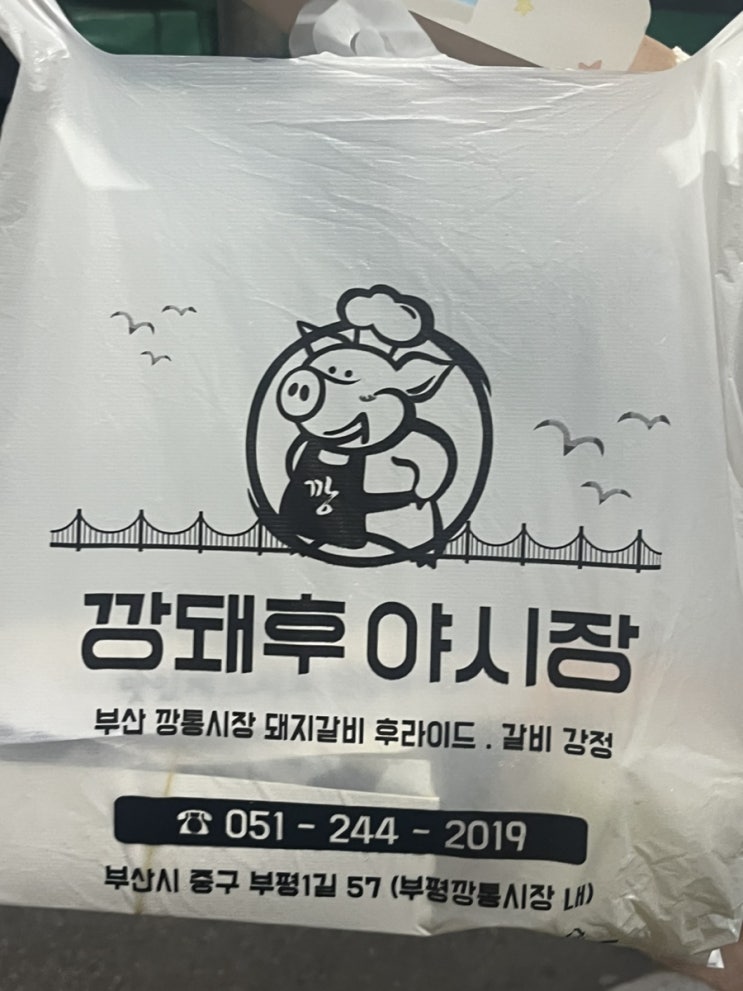 깡
깡돼후 야시장
부산 깡통시장 돼지갈비 후라이드 . 갈비 강정
☎ 051 - 244 - 2019
부산시 중구 부평1길 57 (부평깡통시장 내)